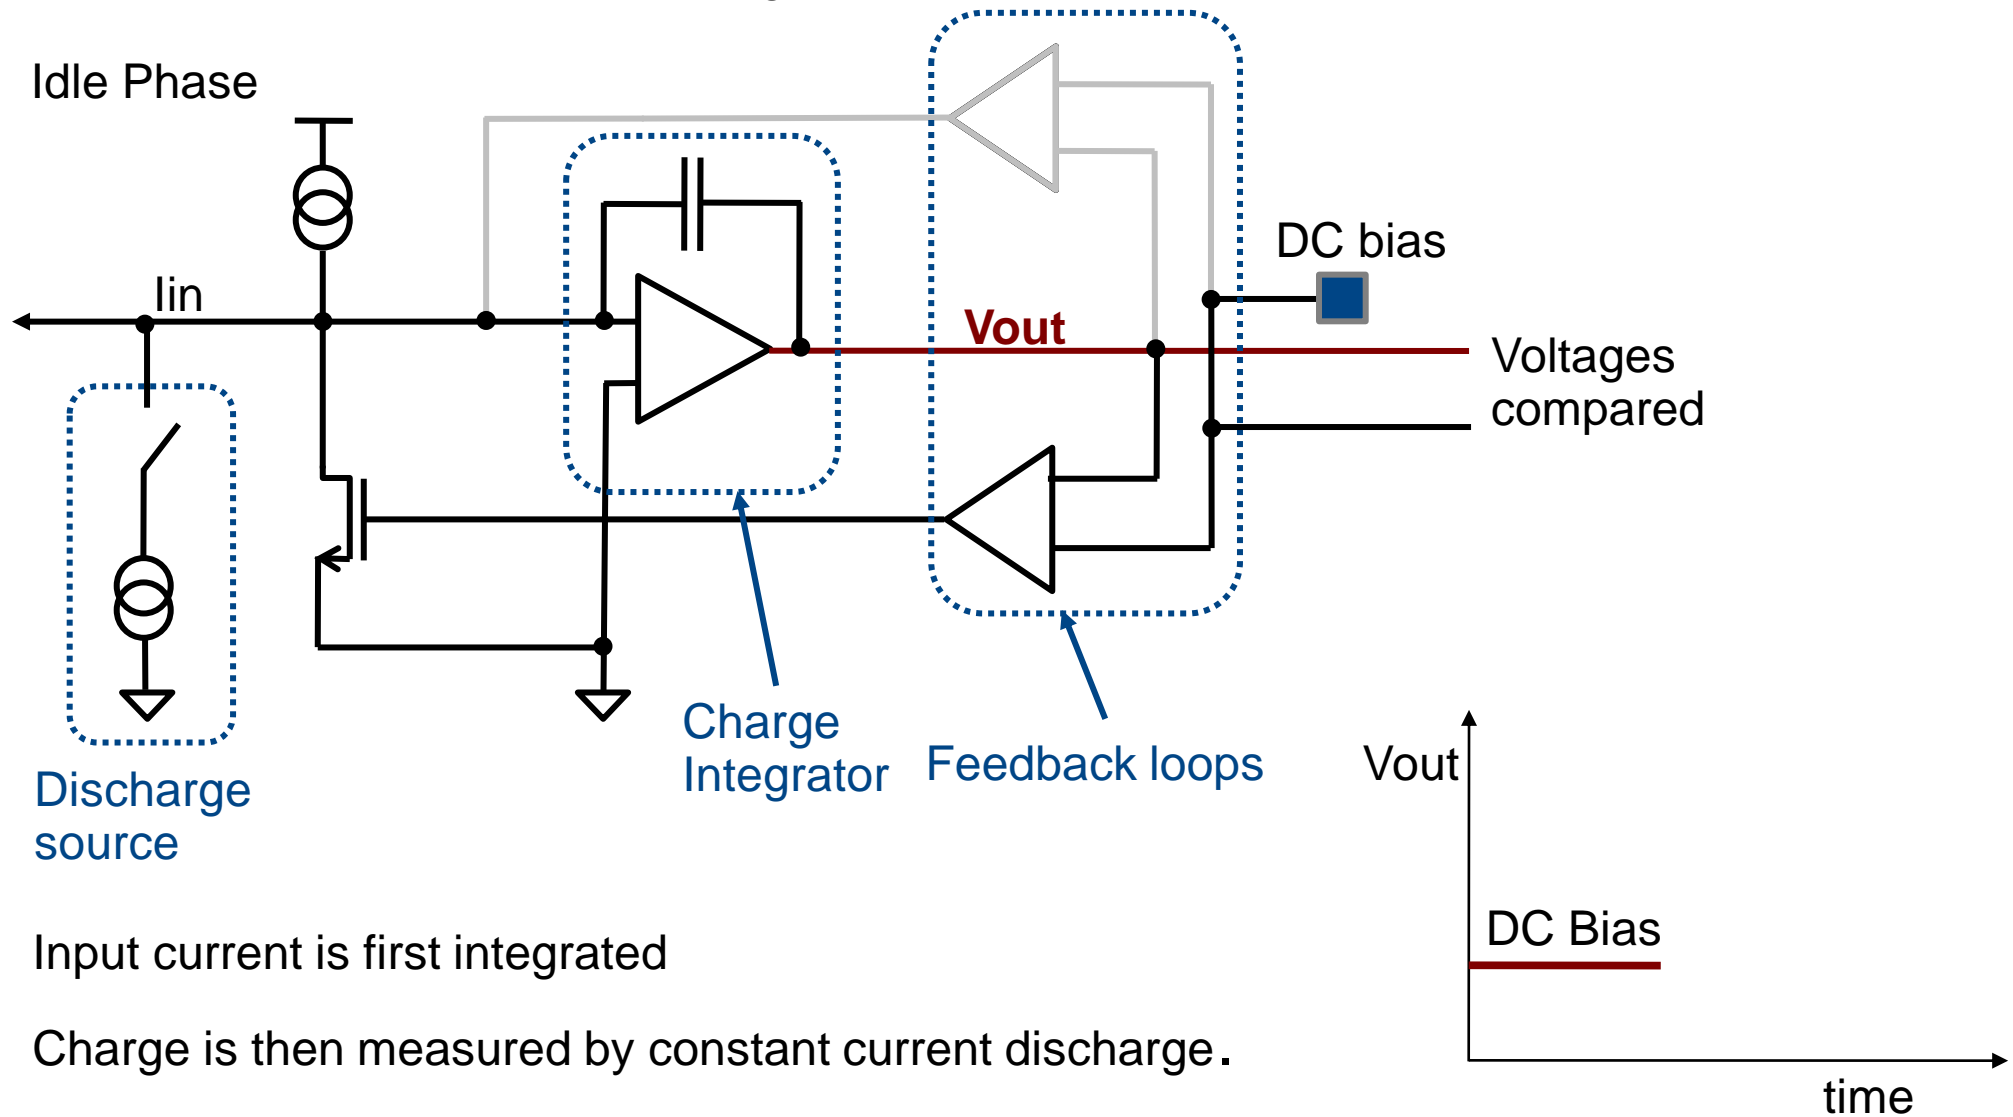 Idle Phase
DC bias
Iin
Vout
Voltages
compared
Charge
Integrator
Feedback loops
Vout
Discharge
source
DC Bias
Input current is first integrated
Charge is then measured by constant current discharge.
time